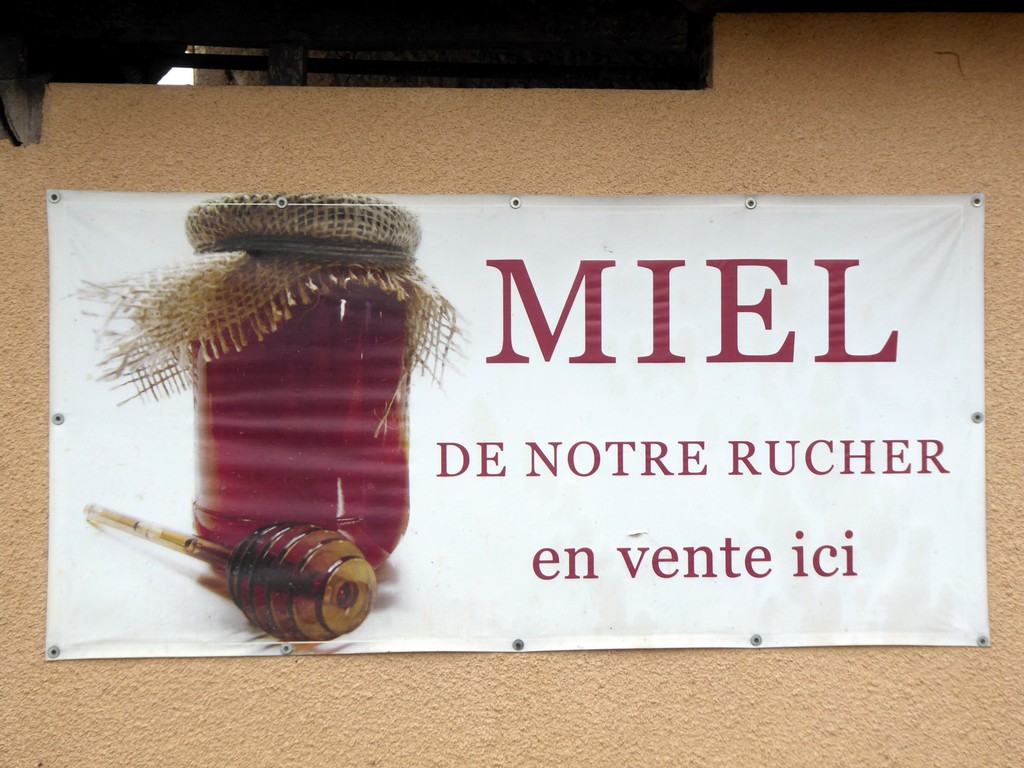 MIEL
DE NOTRE RUCHER
en vente ici